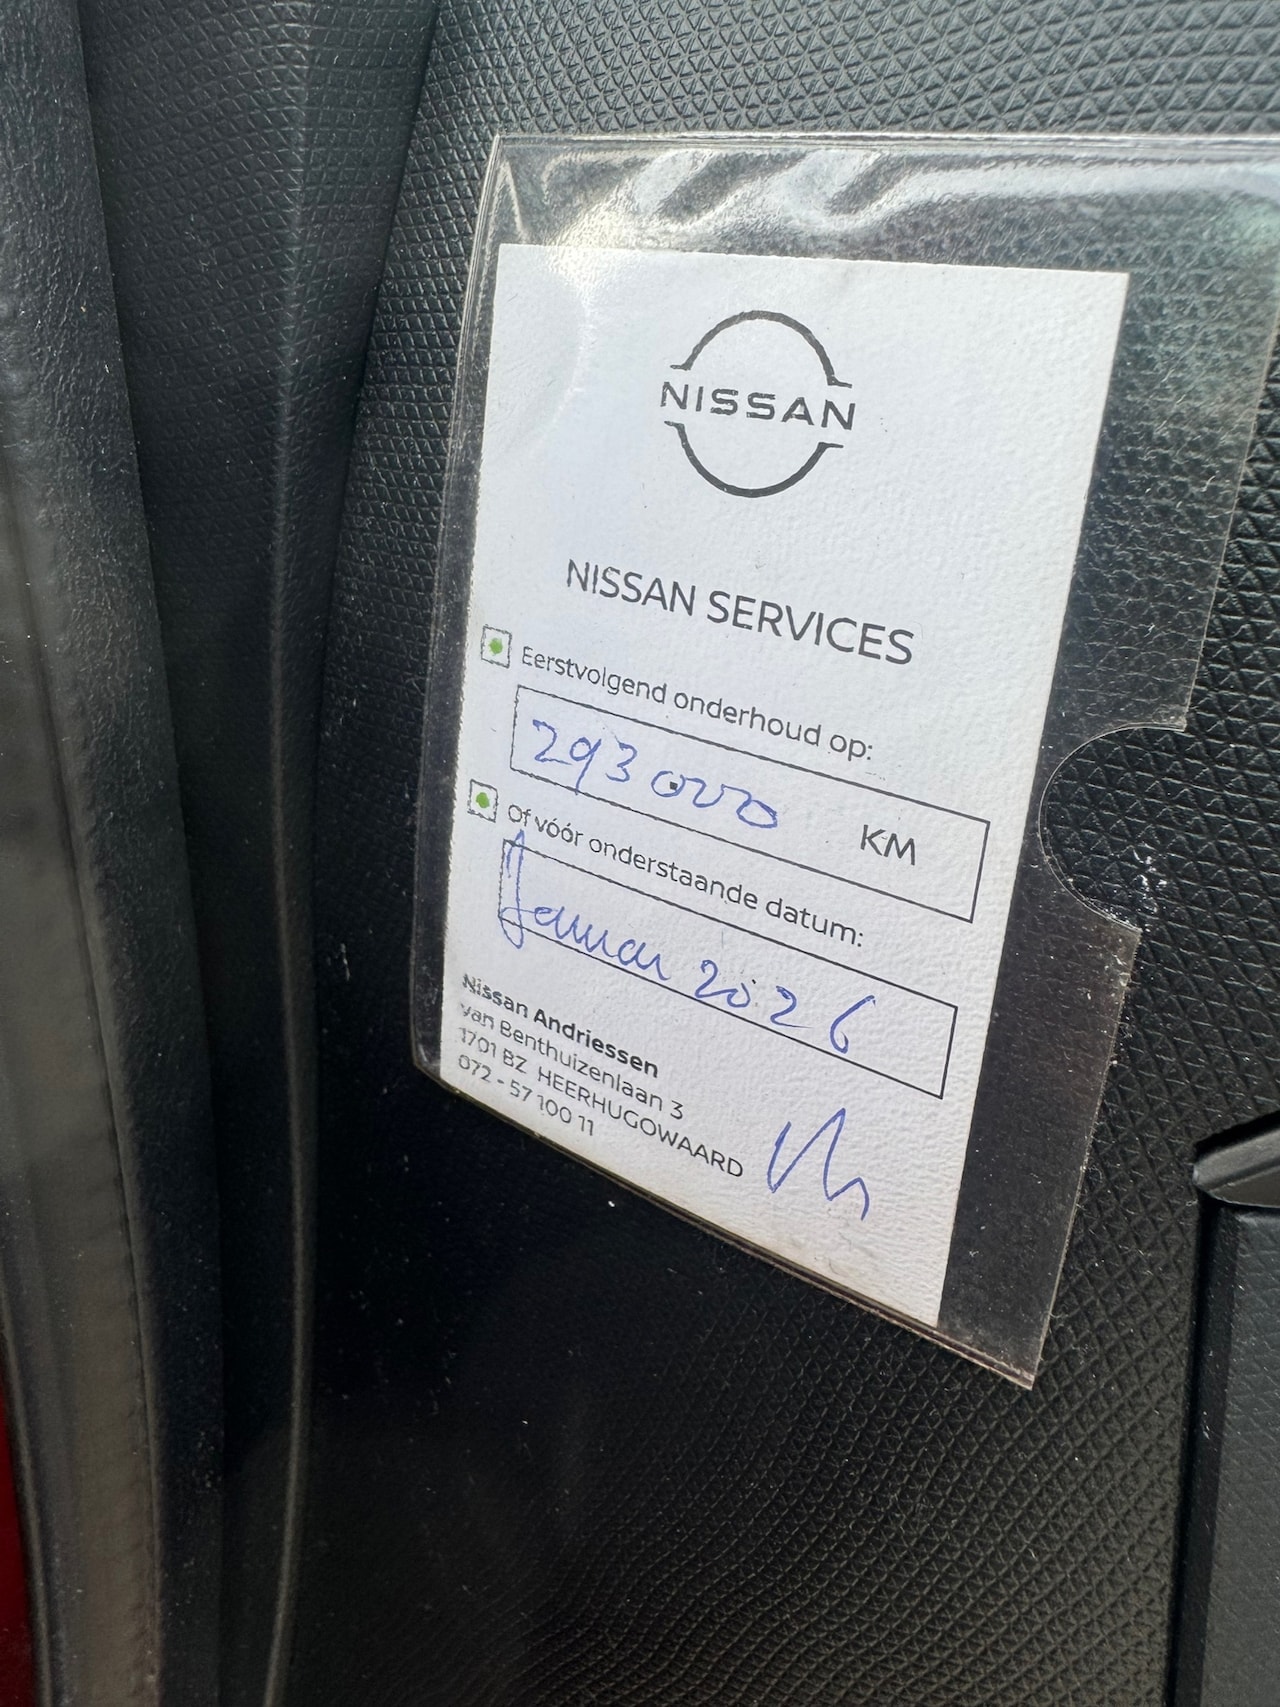 NISSAN
NISSAN SERVICES
Eerstvolgend onderhoud op:
293000 KM
Of vóór onderstaande datum:
Januar 2026
Nissan Andriessen
van Benthuizenlaan 3
1701 BZ HEERHUGOWAARD
072 - 57 100 11